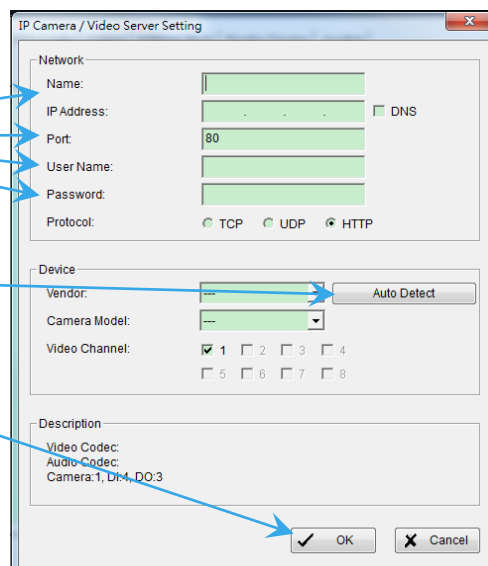 IP Camera / Video Server Setting
Network
Name:
IP Address: . . . DNS
Port: 80
User Name:
Password:
Protocol: TCP UDP HTTP
Device
Vendor: --- Auto Detect
Camera Model: ---
Video Channel: 1 2 3 4
5 6 7 8
Description
Video Codec:
Audio Codec:
Camera:1, DI:4, DO:3
OK Cancel